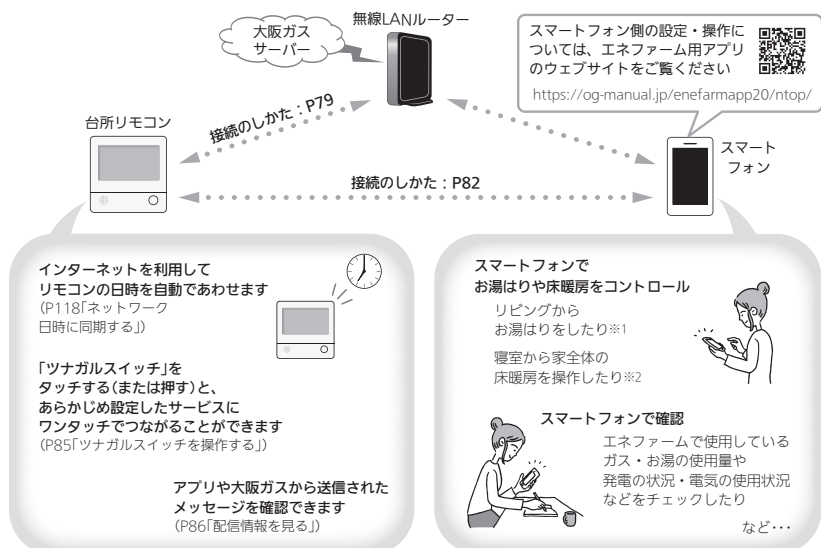 大阪ガス
サーバー
無線LANルーター
スマートフォン側の設定・操作に
ついては、エネファーム用アプリ
のウェブサイトをご覧ください
https://og-manual.jp/enefarmapp20/ntop/
台所リモコン
接続のしかた：P79
スマート
フォン
接続のしかた：P82
インターネットを利用して
リモコンの日時を自動であわせます
(P118「ネットワーク
日時に同期する」)
「ツナガルスイッチ」を
タッチする(または押す)と、
あらかじめ設定したサービスに
ワンタッチでつながることができます
(P85「ツナガルスイッチを操作する」)
アプリや大阪ガスから送信された
メッセージを確認できます
(P86「配信情報を見る」)
スマートフォンで
お湯はりや床暖房をコントロール
リビングから
お湯はりをしたり※1
寝室から家全体の
床暖房を操作したり※2
スマートフォンで確認
エネファームで使用している
ガス・お湯の使用量や
発電の状況・電気の使用状況
などをチェックしたり
など･･･